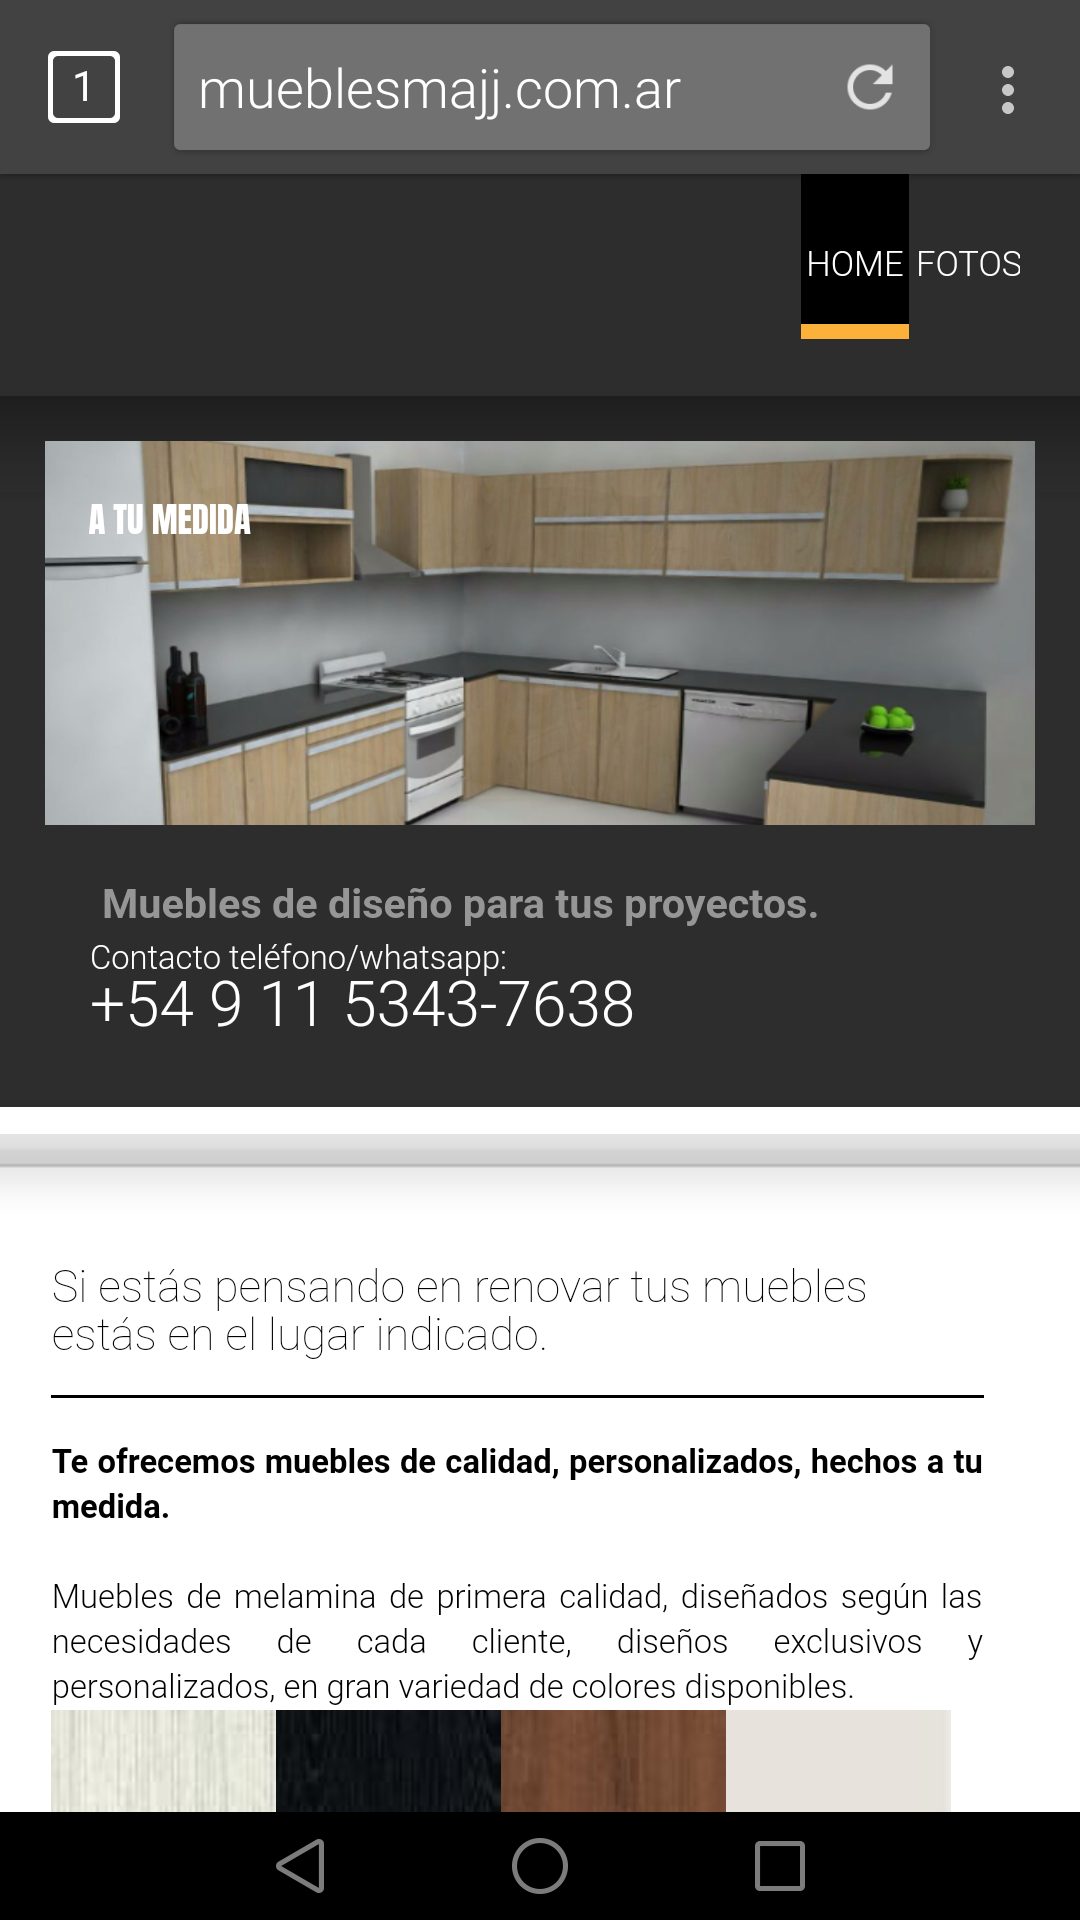 1
mueblesmajj.com.ar
HOME FOTOS
A TU MEDIDA
Muebles de diseño para tus proyectos.
Contacto teléfono/whatsapp:
+54 9 11 5343-7638
Si estás pensando en renovar tus muebles
estás en el lugar indicado.
Te ofrecemos muebles de calidad, personalizados, hechos a tu
medida.
Muebles de melamina de primera calidad, diseñados según las
necesidades de cada cliente, diseños exclusivos y
personalizados, en gran variedad de colores disponibles.